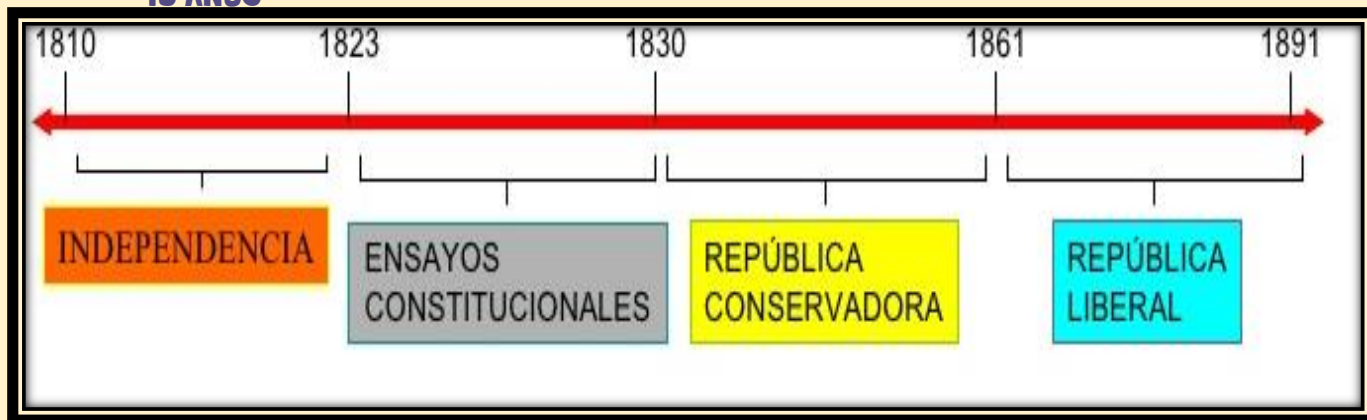 1810 1823 1830 1861 1891
INDEPENDENCIA
ENSAYOS
CONSTITUCIONALES
REPÚBLICA
CONSERVADORA
REPÚBLICA
LIBERAL